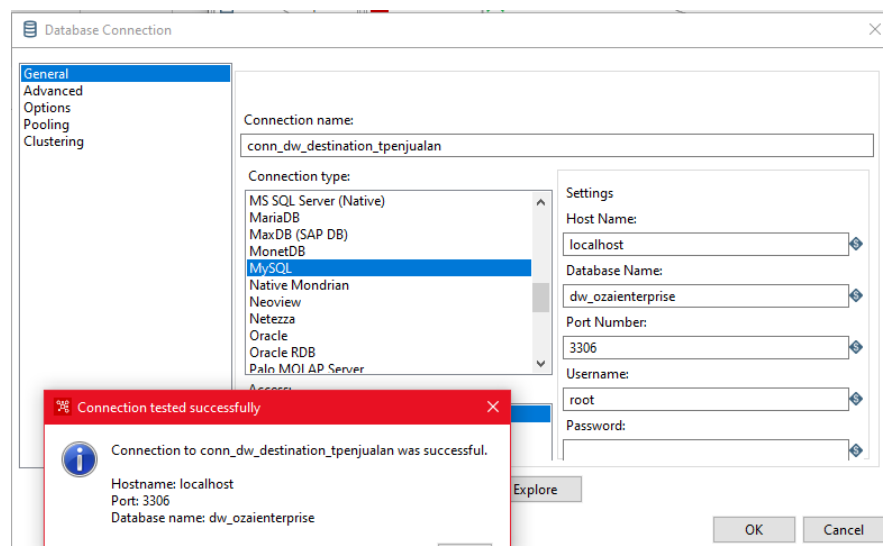 Database Connection
General
Advanced
Options
Pooling
Clustering
Connection name:
conn_dw_destination_tpenjualan
Connection type:
MS SQL Server (Native)
MariaDB
MaxDB (SAP DB)
MonetDB
MySQL
Native Mondrian
Neoview
Netezza
Oracle
Oracle RDB
Palo MOLAP Server
Access:
Settings
Host Name:
localhost
Database Name:
dw_ozaienterprise
Port Number:
3306
Username:
root
Password:
Connection tested successfully
Connection to conn_dw_destination_tpenjualan was successful.
Hostname: localhost
Port: 3306
Database name: dw_ozaienterprise
Explore
OK
Cancel